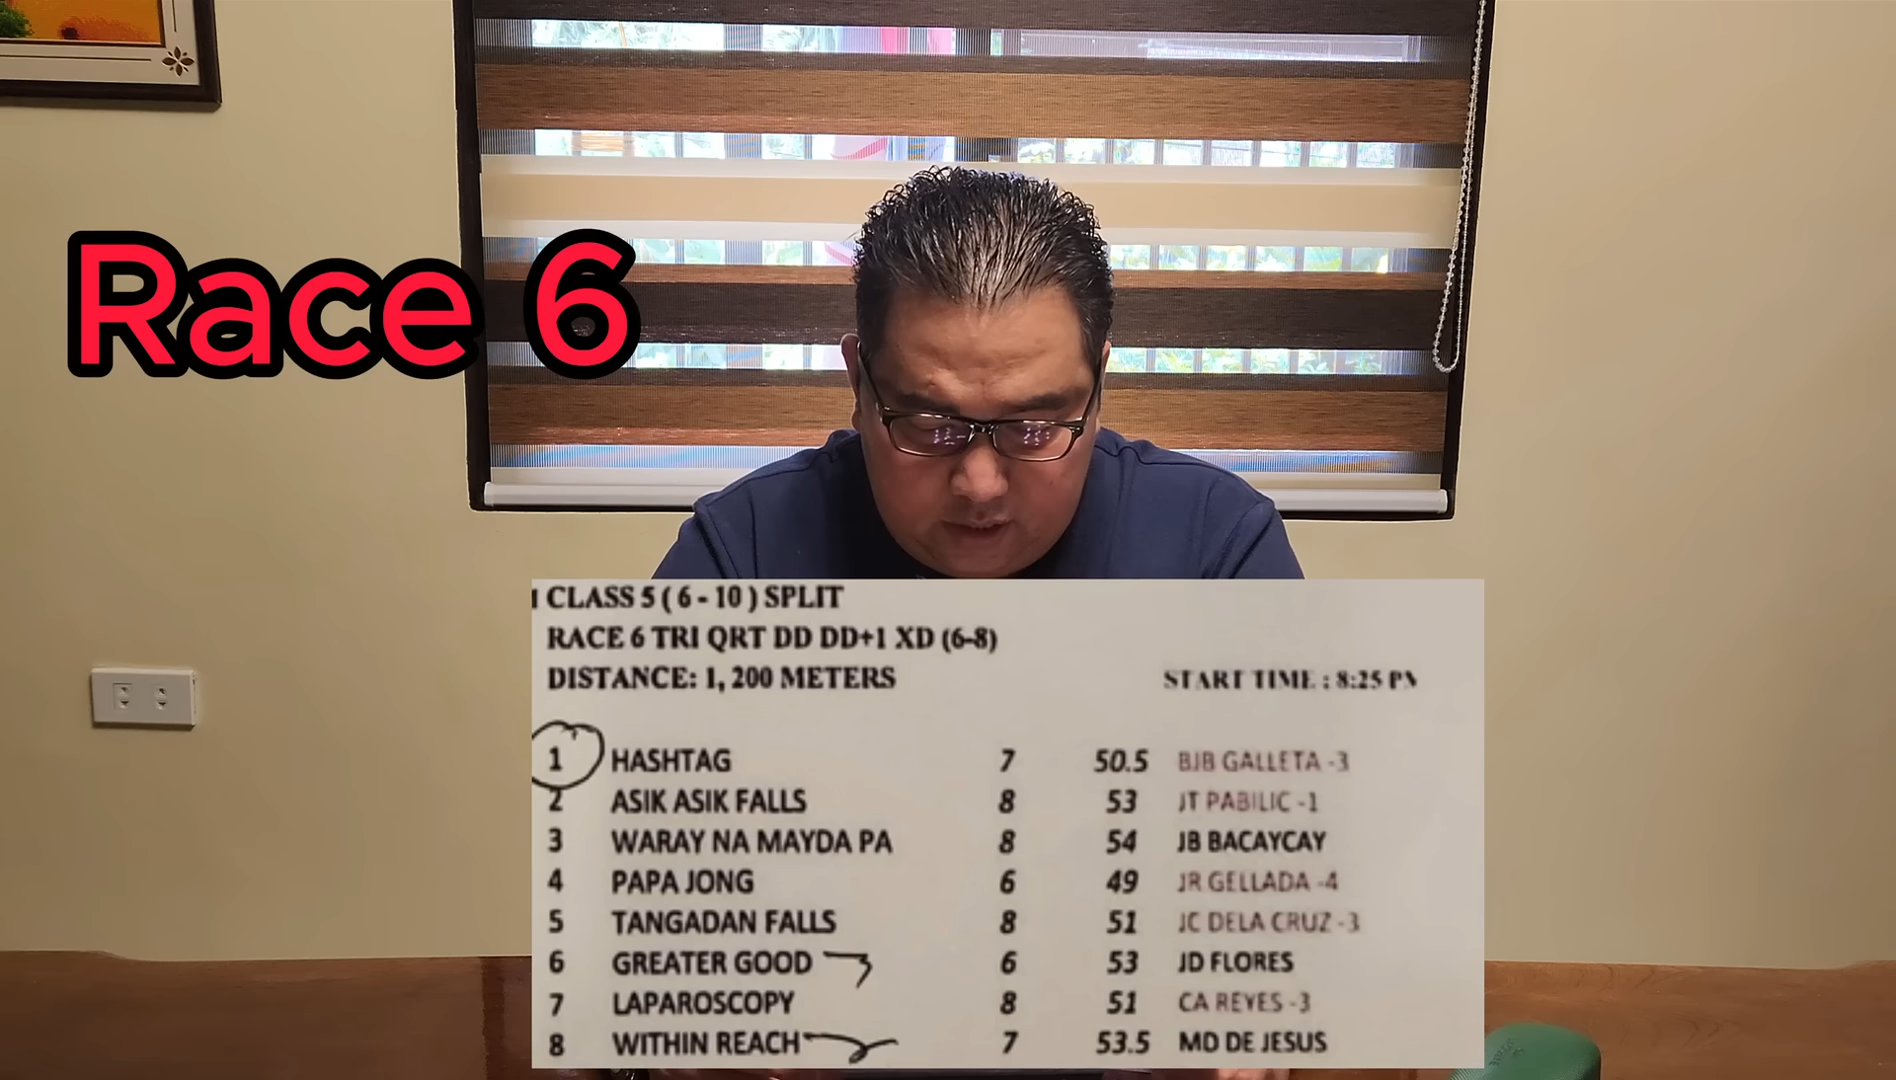 Race 6
CLASS 5 ( 6 - 10 ) SPLIT
RACE 6 TRI QRT DD DD+1 XD (6-8)
DISTANCE: 1, 200 METERS START TIME : 8:25 PM
1 HASHTAG 7 50.5 BJB GALLETA -3
2 ASIK ASIK FALLS 8 53 JT PABILIC -1
3 WARAY NA MAYDA PA 8 54 JB BACAYCAY
4 PAPA JONG 6 49 JR GELLADA -4
5 TANGADAN FALLS 8 51 JC DELA CRUZ -3
6 GREATER GOOD 6 53 JD FLORES
7 LAPAROSCOPY 8 51 CA REYES -3
8 WITHIN REACH 7 53.5 MD DE JESUS